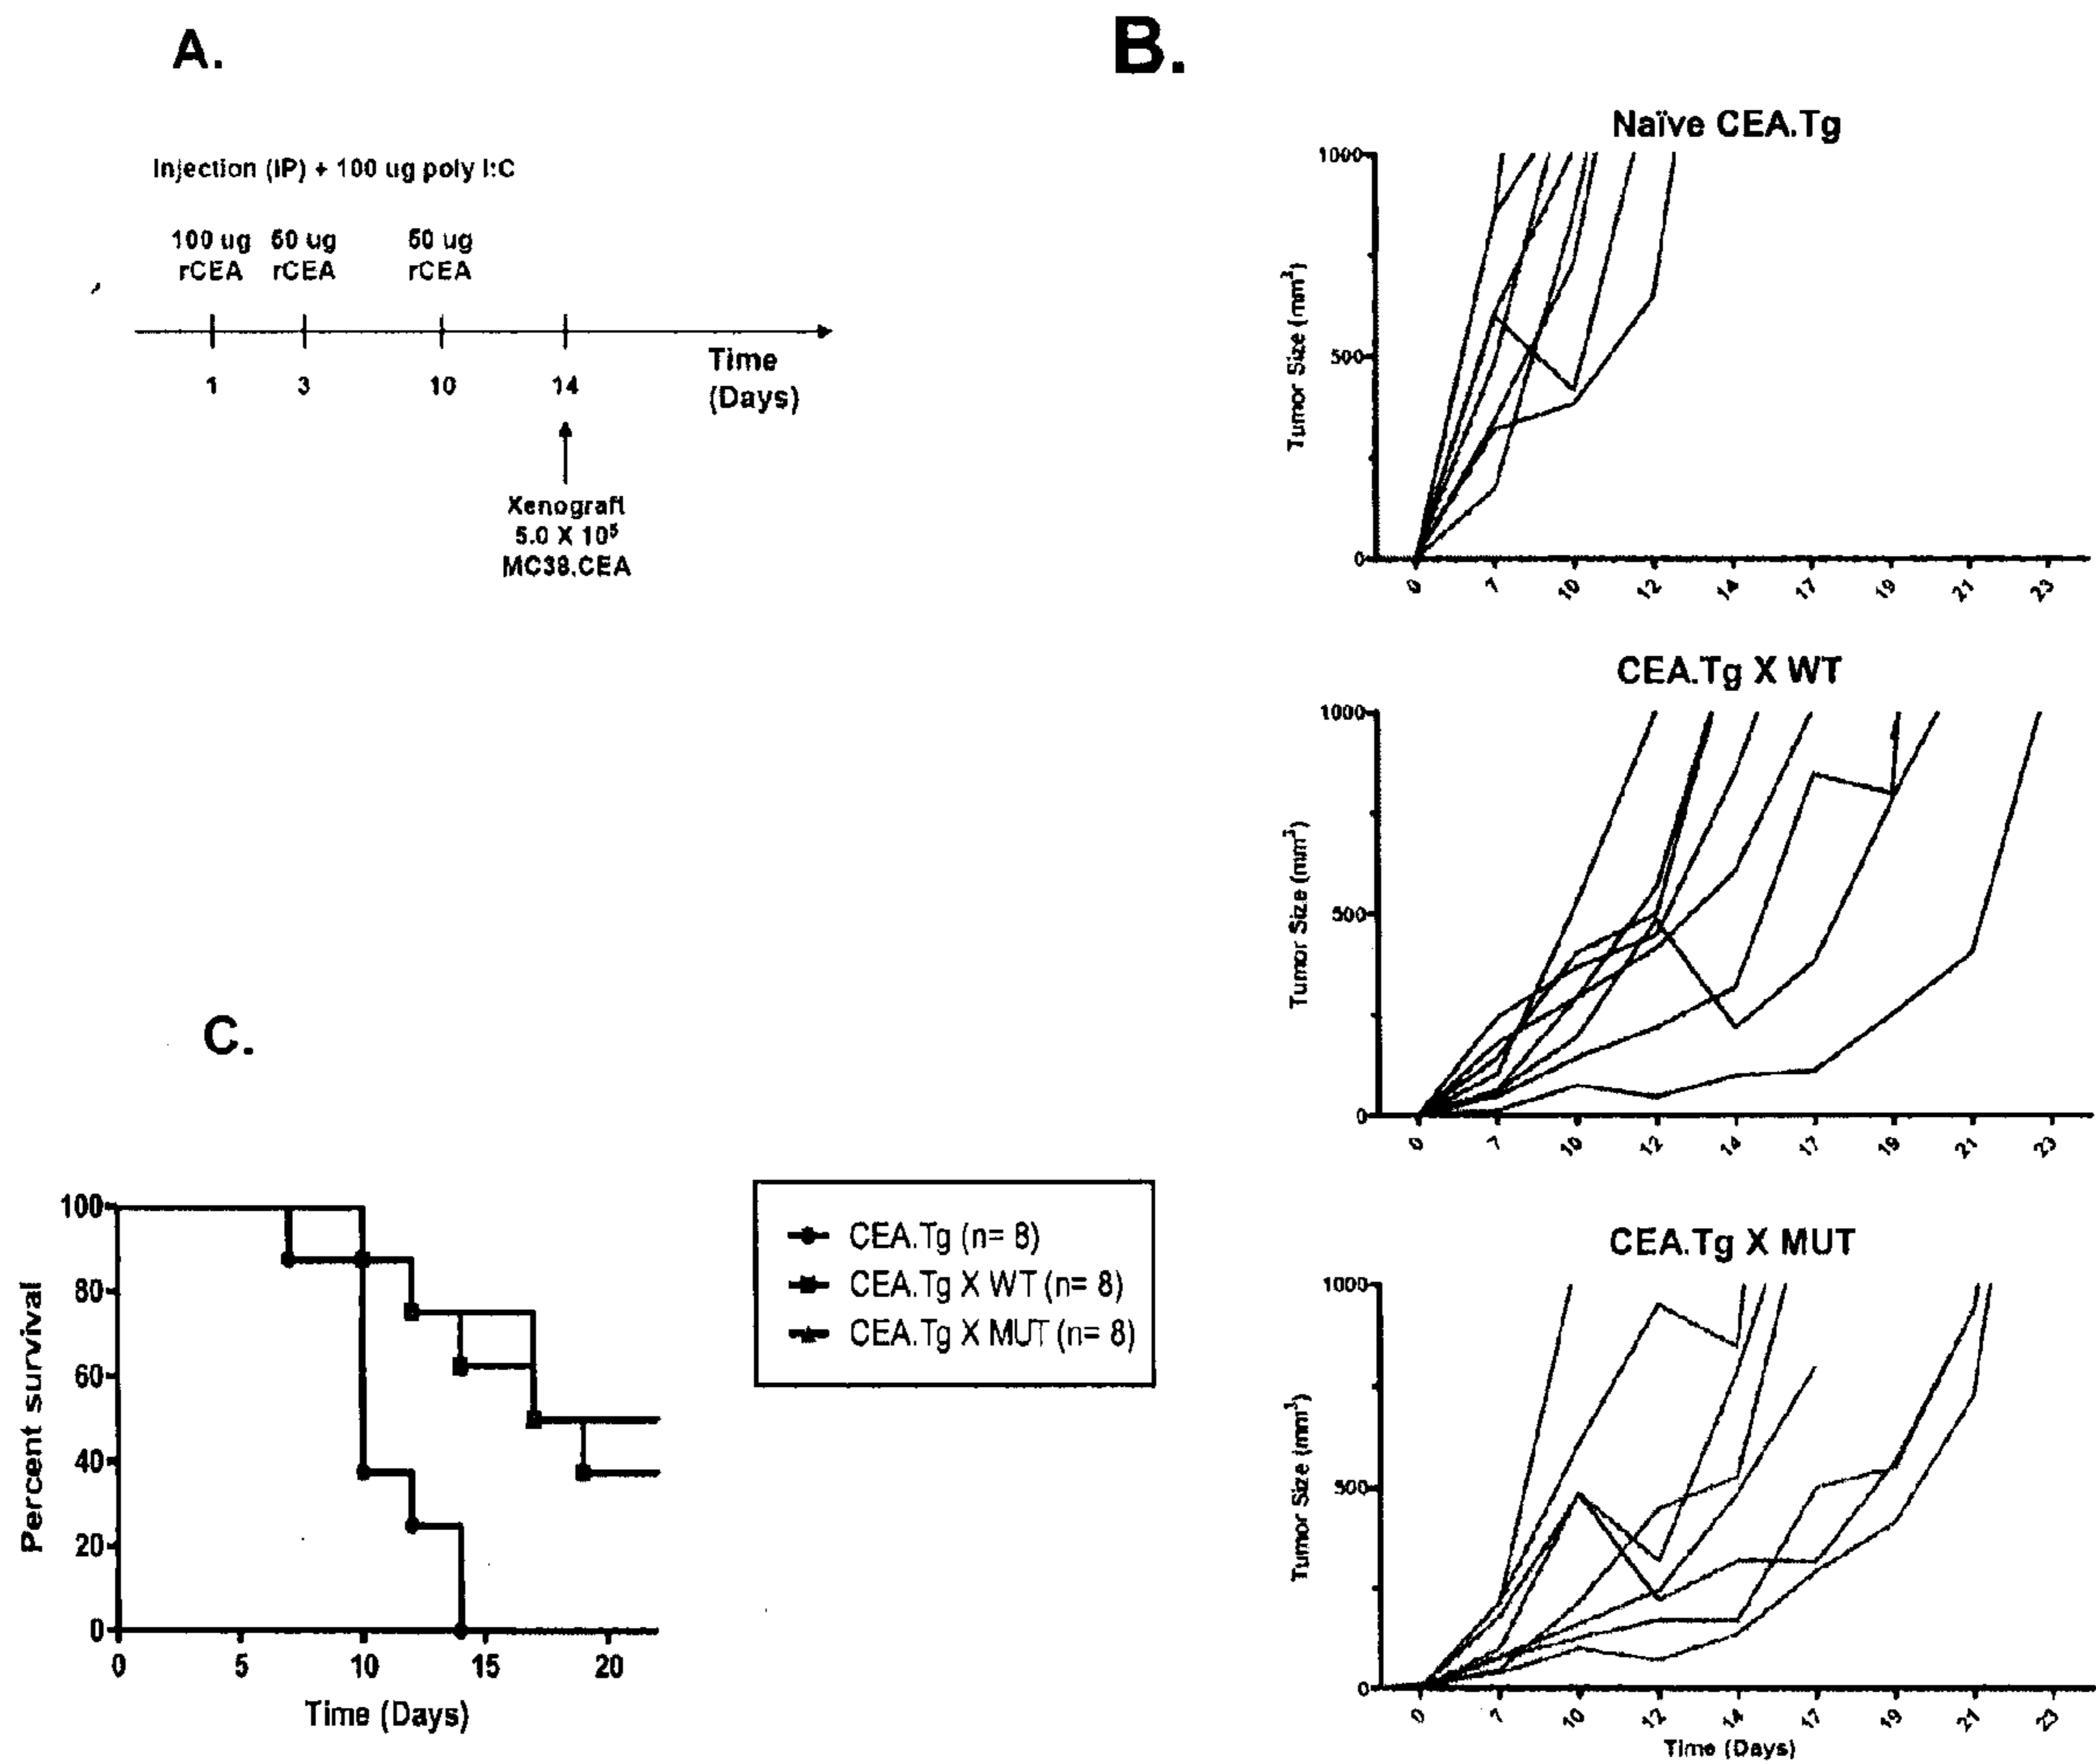 A.
Injection (IP) + 100 ug poly I:C
100 ug 50 ug 50 ug
rCEA rCEA rCEA
1 3 10 14
Time
(Days)
Xenograft
5.0 X 10⁵
MC38.CEA
B.
Naïve CEA.Tg
Tumor Size (mm³)
1000
500
0
0 7 10 12 14 17 19 21 23
CEA.Tg X WT
Tumor Size (mm³)
1000
500
0
0 7 10 12 14 17 19 21 23
CEA.Tg X MUT
Tumor Size (mm³)
1000
500
0
0 7 10 12 14 17 19 21 23
Time (Days)
C.
Percent survival
100
80
60
40
20
0
0 5 10 15 20
Time (Days)
CEA.Tg (n= 8)
CEA.Tg X WT (n= 8)
CEA.Tg X MUT (n= 8)